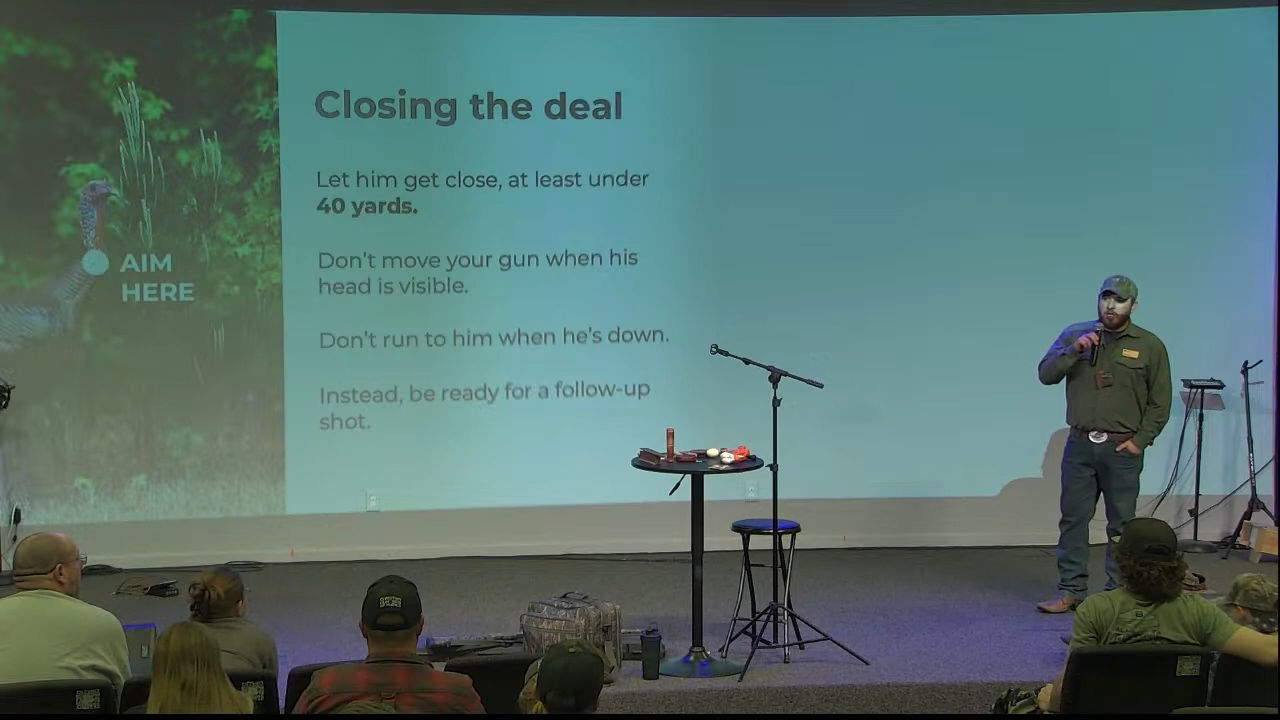 Closing the deal
Let him get close, at least under
40 yards.
Don't move your gun when his
head is visible.
Don't run to him when he's down.
Instead, be ready for a follow-up
shot.
AIM
HERE